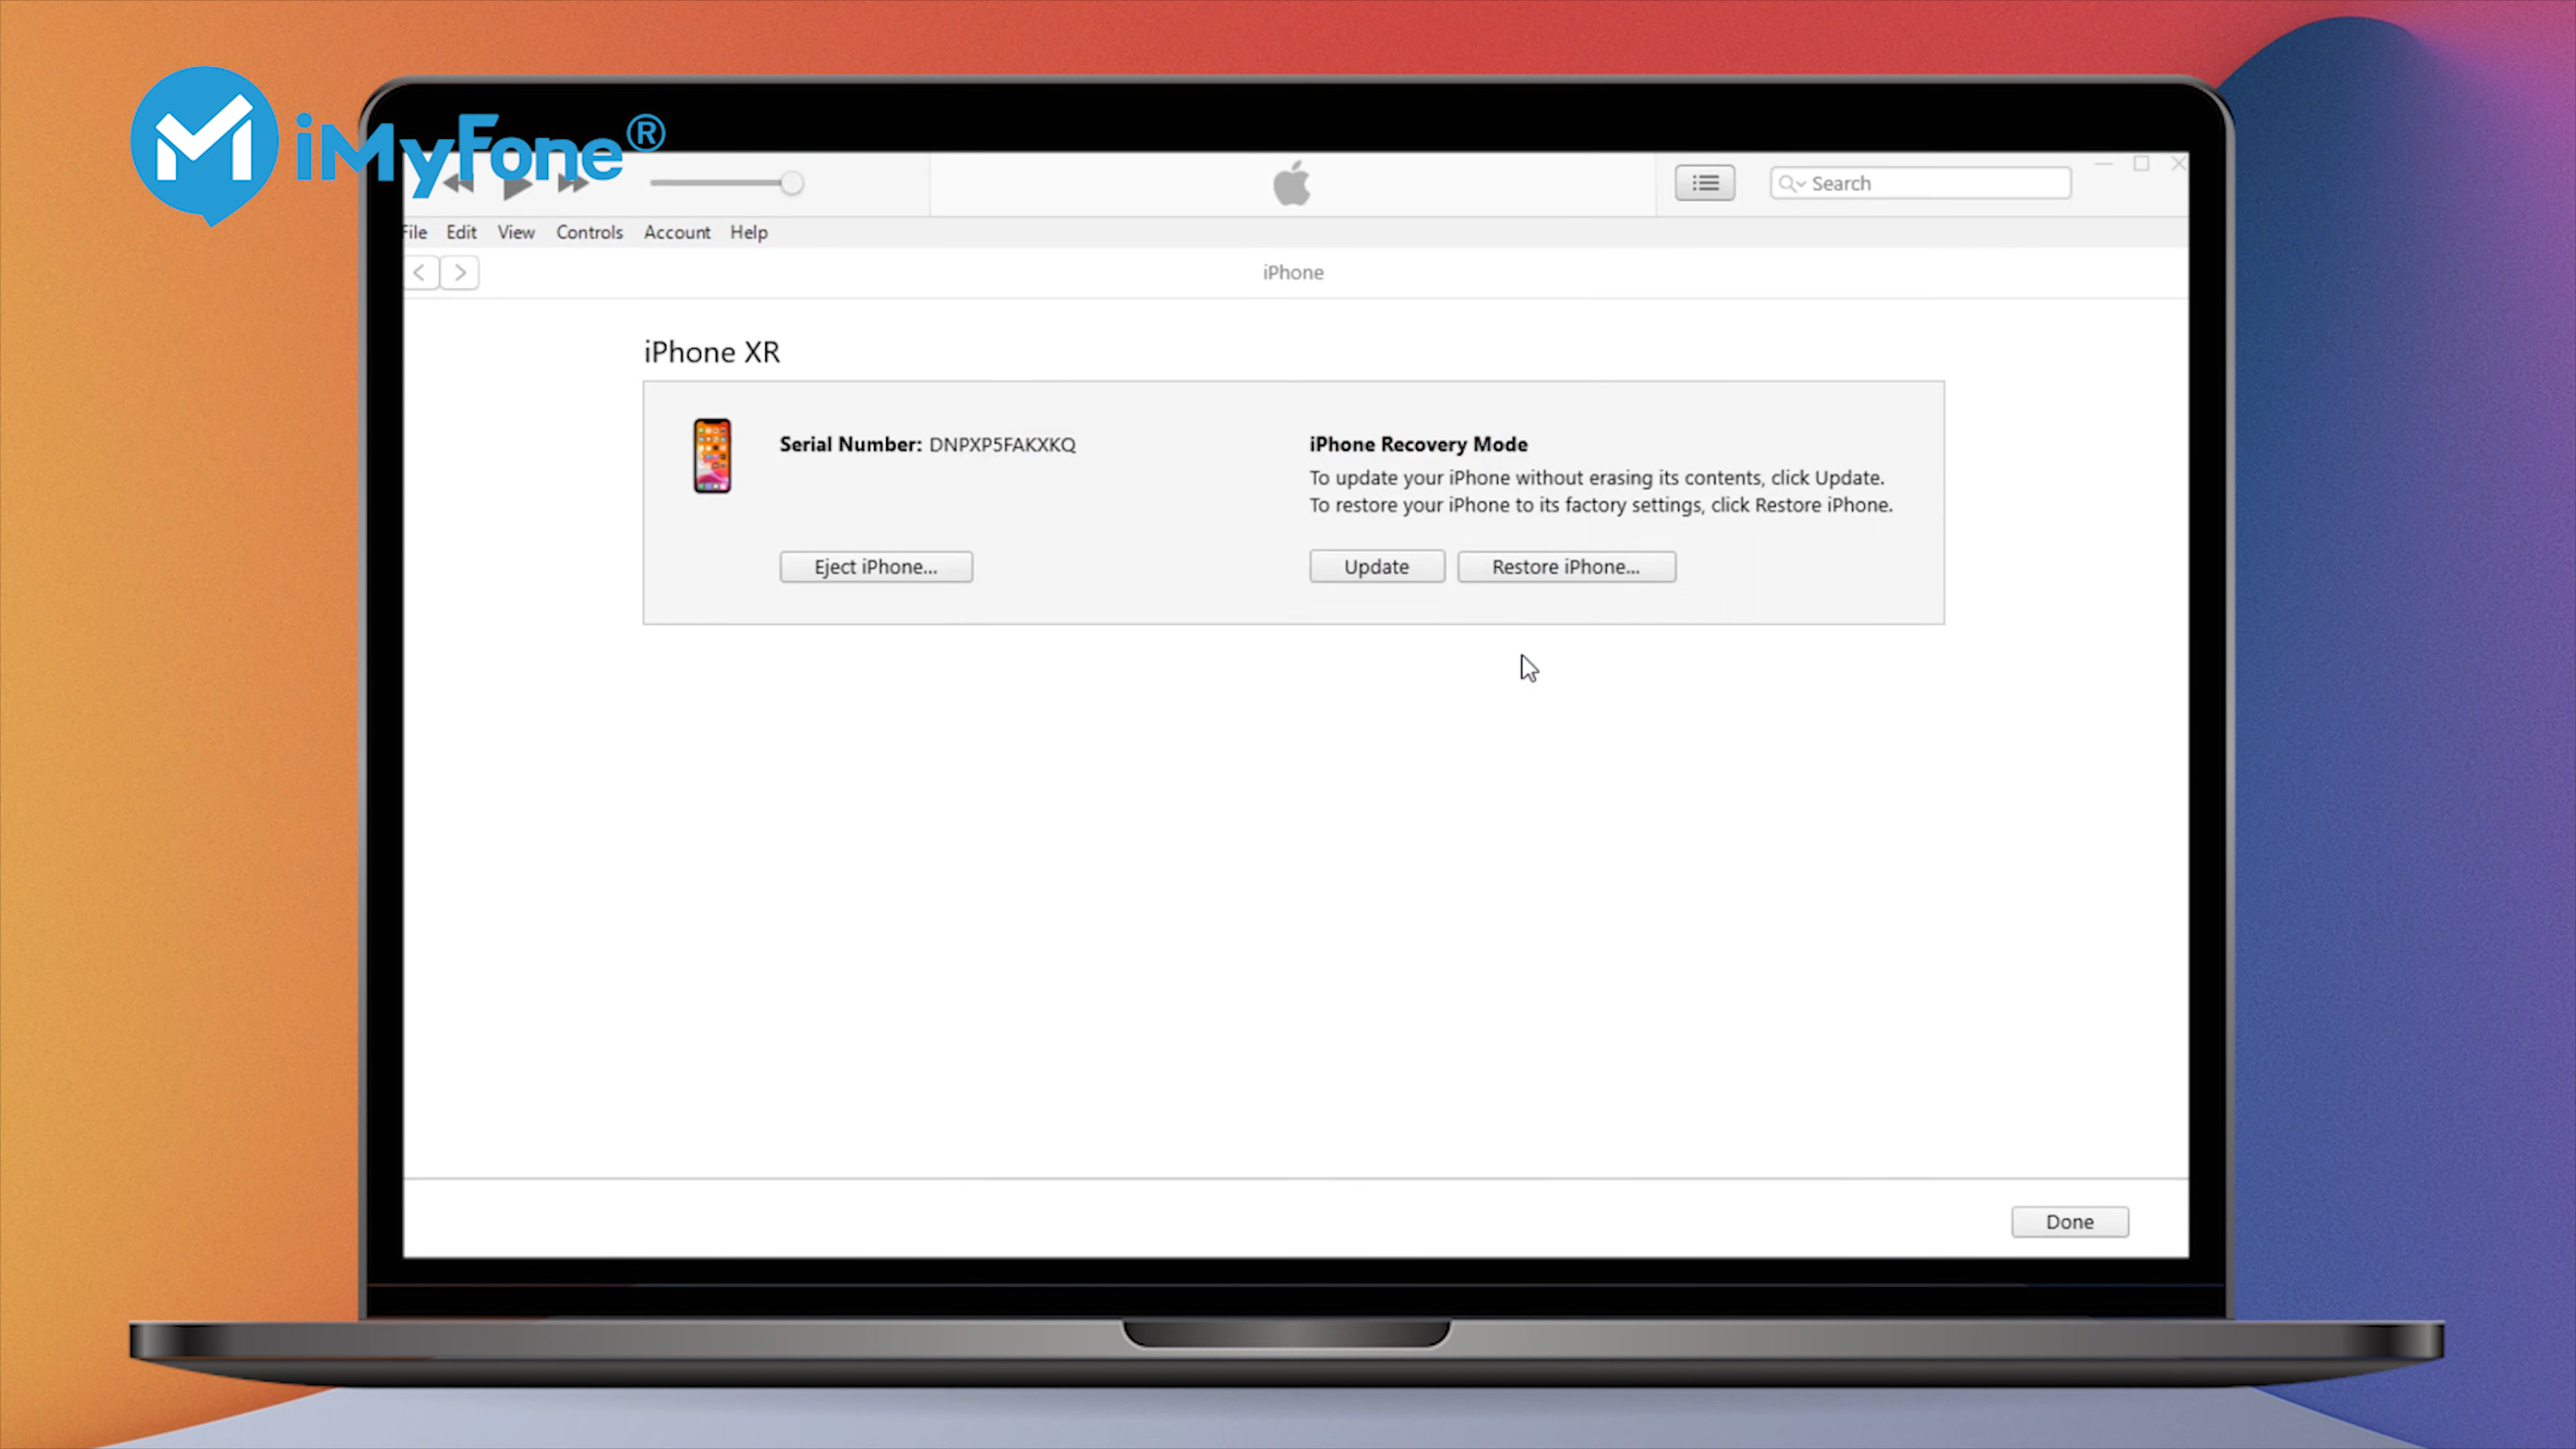 iMyFone®
Search
File Edit View Controls Account Help
iPhone
iPhone XR
Serial Number: DNPXP5FAKXKQ
iPhone Recovery Mode
To update your iPhone without erasing its contents, click Update.
To restore your iPhone to its factory settings, click Restore iPhone.
Eject iPhone...
Update
Restore iPhone...
Done